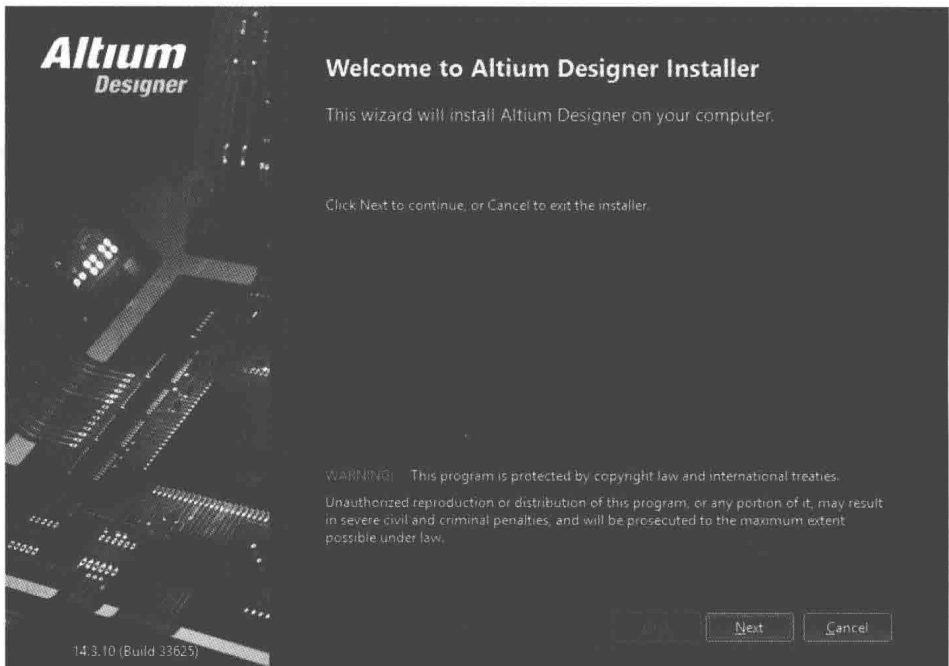 Altium
Designer
Welcome to Altium Designer Installer
This wizard will install Altium Designer on your computer.
Click Next to continue, or Cancel to exit the installer.
WARNING: This program is protected by copyright law and international treaties.
Unauthorized reproduction or distribution of this program, or any portion of it, may result
in severe civil and criminal penalties, and will be prosecuted to the maximum extent
possible under law.
Next
Cancel
14.3.10 (Build 33625)